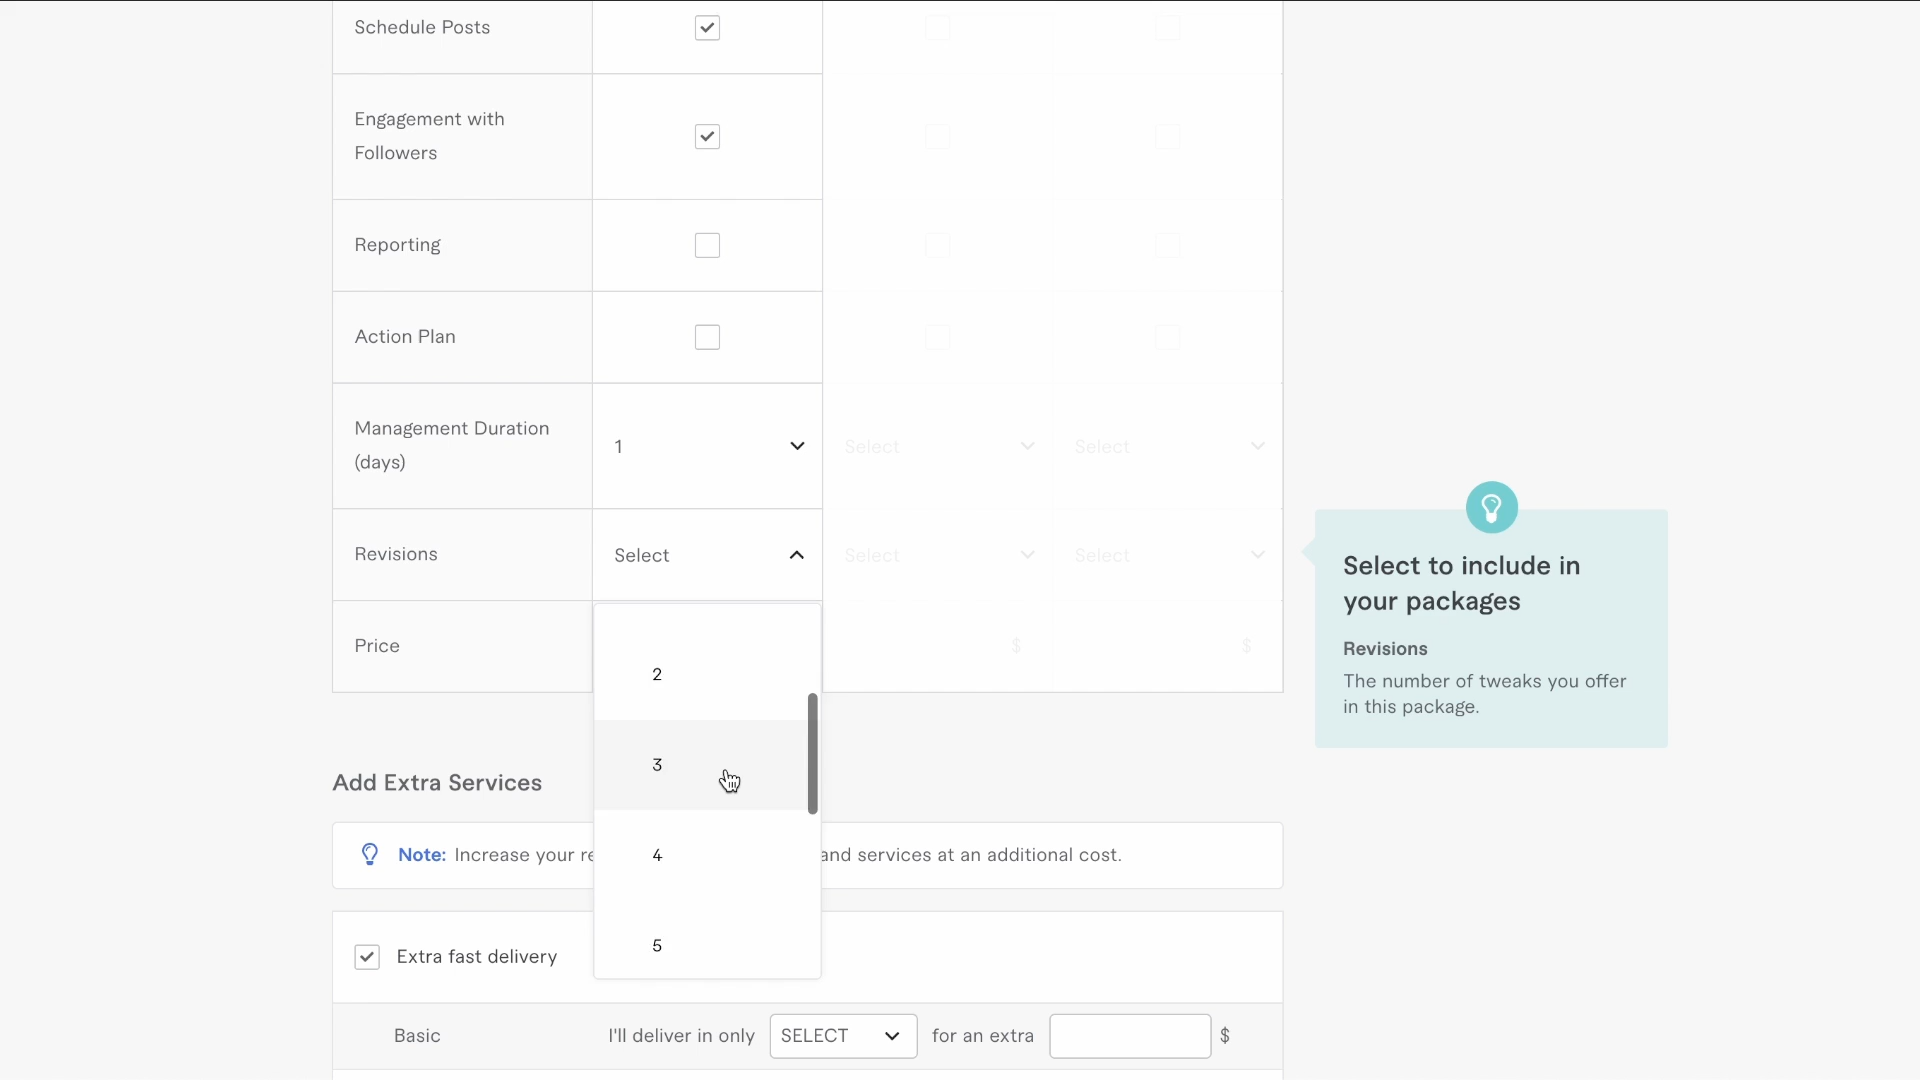 Schedule Posts
Engagement with
Followers
Reporting
Action Plan
Management Duration
(days)
1
Select
Select
Revisions
Select
Select
Select
Price
$
$
2
3
4
5
Select to include in
your packages
Revisions
The number of tweaks you offer
in this package.
Add Extra Services
Note: Increase your re
and services at an additional cost.
Extra fast delivery
Basic
I'll deliver in only
SELECT
for an extra
$